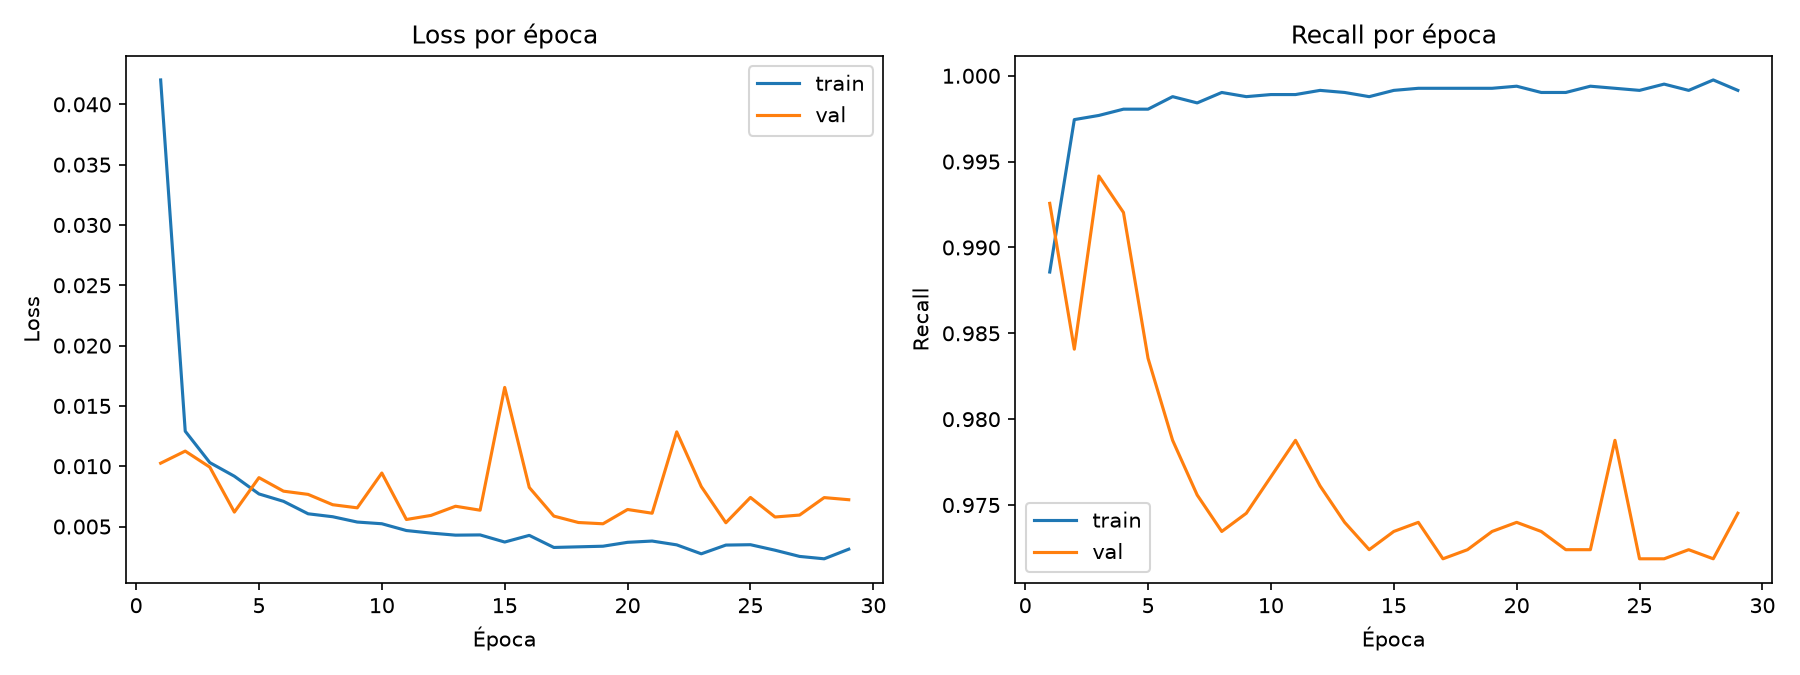 Loss por época
0.040
0.035
0.030
0.025
0.020
0.015
0.010
0.005
Loss
0 5 10 15 20 25 30
Época
train
val
Recall por época
1.000
0.995
0.990
0.985
0.980
0.975
Recall
0 5 10 15 20 25 30
Época
train
val